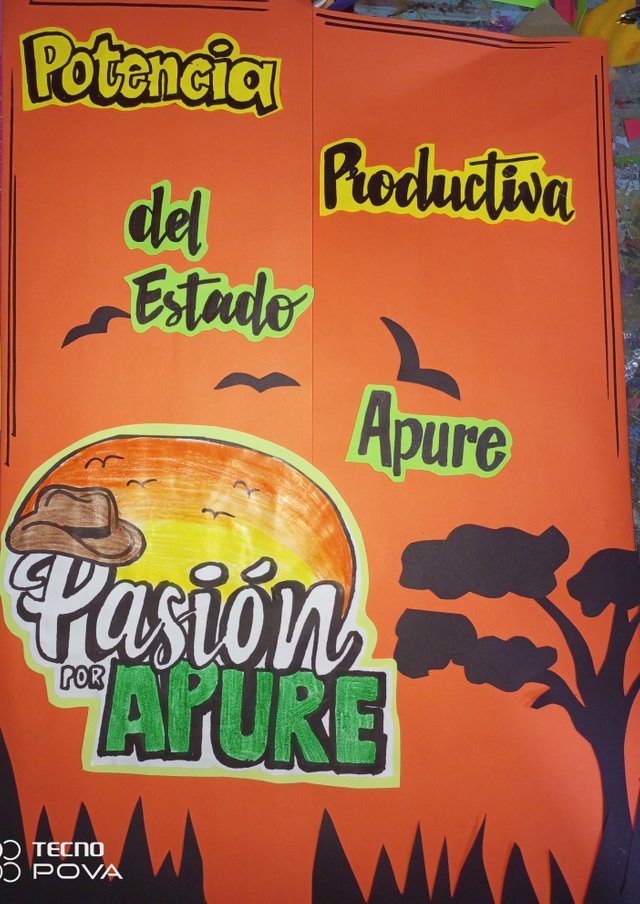 Potencia
Productiva
del
Estado
Apure
Pasión
POR APURE
TECNO
POVA